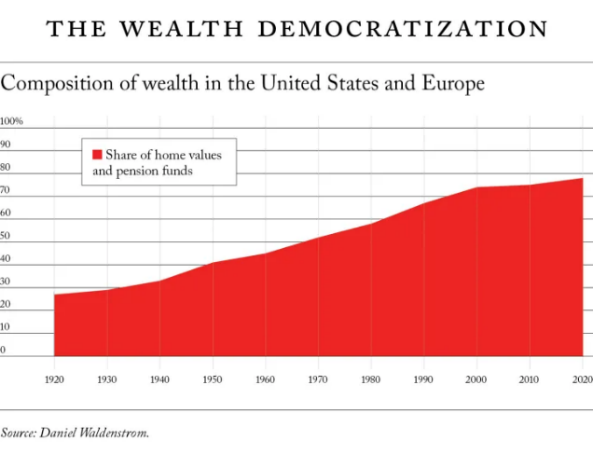 THE WEALTH DEMOCRATIZATION
Composition of wealth in the United States and Europe
100%
90
80
70
60
50
40
30
20
10
0
Share of home values
and pension funds
1920 1930 1940 1950 1960 1970 1980 1990 2000 2010 2020
Source: Daniel Waldenstrom.